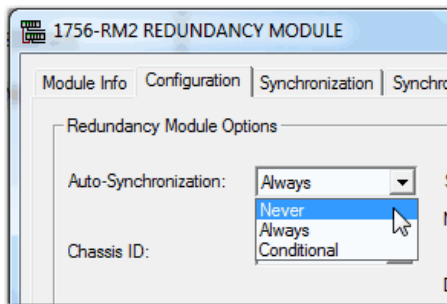 1756-RM2 REDUNDANCY MODULE
Module Info Configuration Synchronization Synchro
Redundancy Module Options
Auto-Synchronization: Always
Never
Always
Conditional
Chassis ID: